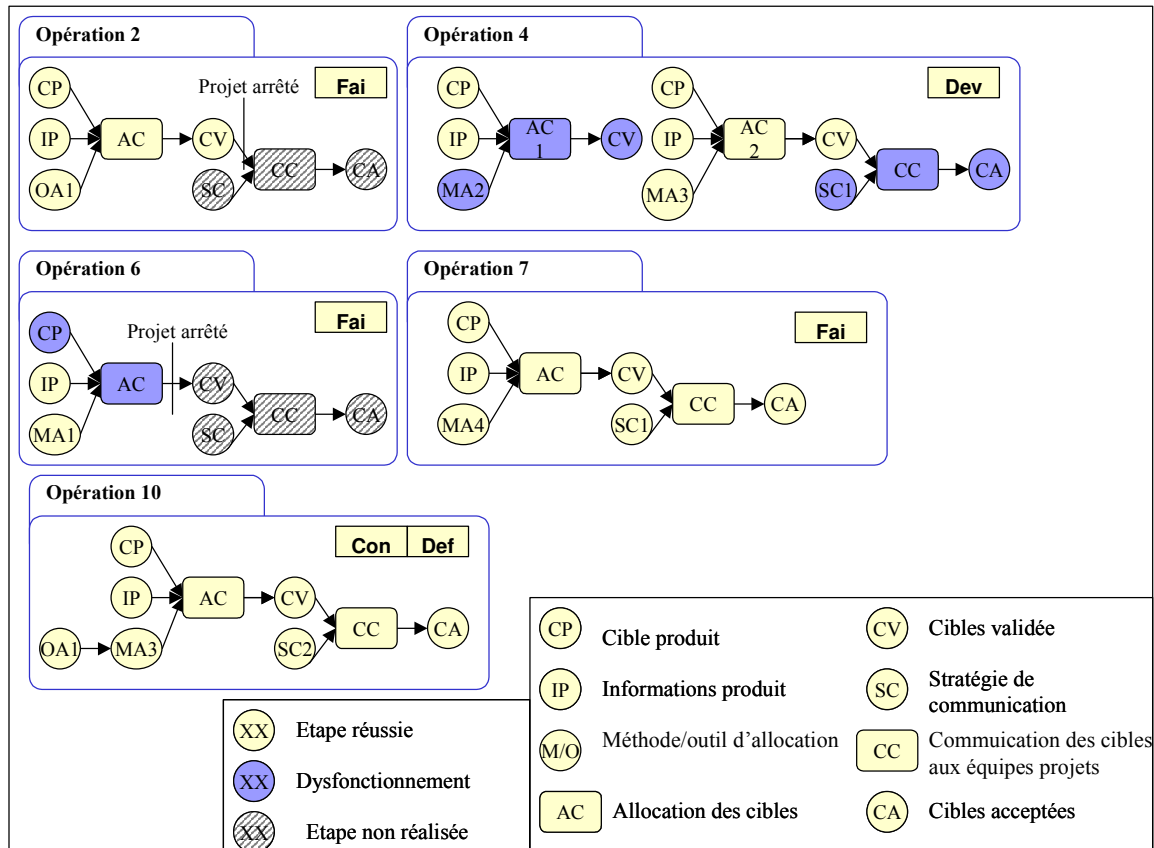 Opération 2
Projet arrêté
Fai
CP
IP
OA1
AC
CV
SC
CC
CA
Opération 4
Dev
CP
IP
MA2
AC
1
CV
CP
IP
MA3
AC
2
CV
SC1
CC
CA
Opération 6
Projet arrêté
Fai
CP
IP
MA1
AC
CV
SC
CC
CA
Opération 7
Fai
CP
IP
MA4
AC
CV
SC1
CC
CA
Opération 10
Con Def
CP
IP
OA1
MA3
AC
CV
SC2
CC
CA
XX Etape réussie
XX Dysfonctionnement
XX Etape non réalisée
CP Cible produit
IP Informations produit
M/O Méthode/outil d'allocation
AC Allocation des cibles
CV Cibles validée
SC Stratégie de
communication
CC Commuication des cibles
aux équipes projets
CA Cibles acceptées